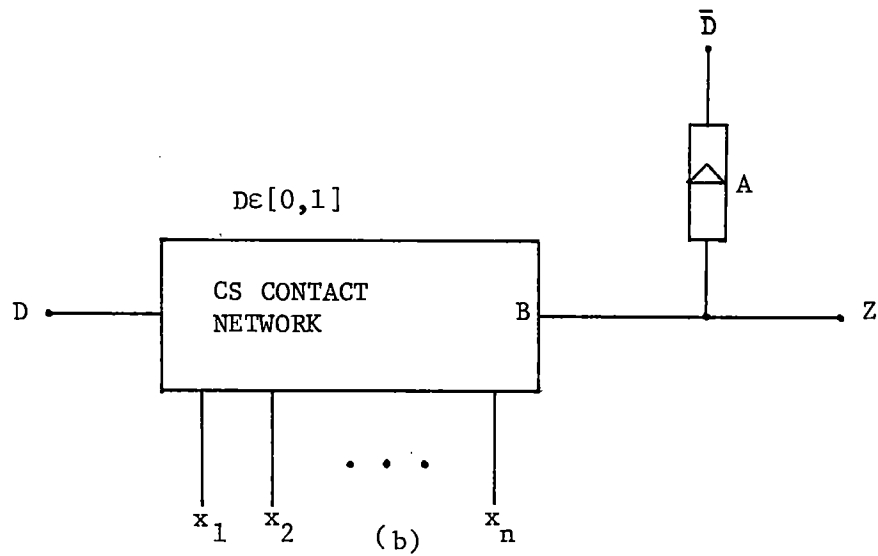 D̅
A
Dε[0,1]
D
CS CONTACT
NETWORK
B
Z
x1 x2 . . . xn
(b)